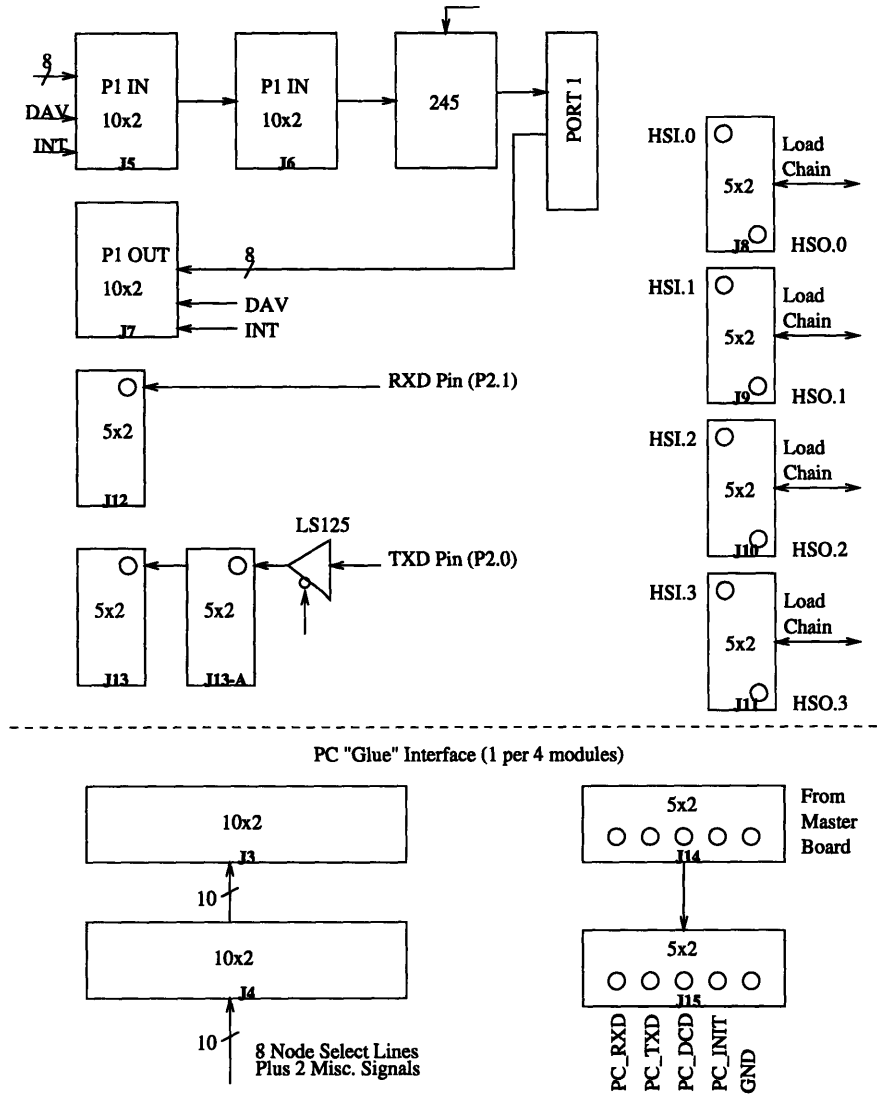 8
DAV
INT
P1 IN
10x2
J5
P1 IN
10x2
J6
245
PORT 1
P1 OUT
10x2
J7
8
DAV
INT
5x2
J12
RXD Pin (P2.1)
LS125
TXD Pin (P2.0)
5x2
J13
5x2
J13-A
HSI.0
5x2
J8
Load
Chain
HSO.0
HSI.1
5x2
J9
Load
Chain
HSO.1
HSI.2
5x2
J10
Load
Chain
HSO.2
HSI.3
5x2
J11
Load
Chain
HSO.3
PC "Glue" Interface (1 per 4 modules)
10x2
J3
10
10x2
J4
10
8 Node Select Lines
Plus 2 Misc. Signals
5x2
J14
From
Master
Board
5x2
J15
PC_RXD
PC_TXD
PC_DCD
PC_INIT
GND